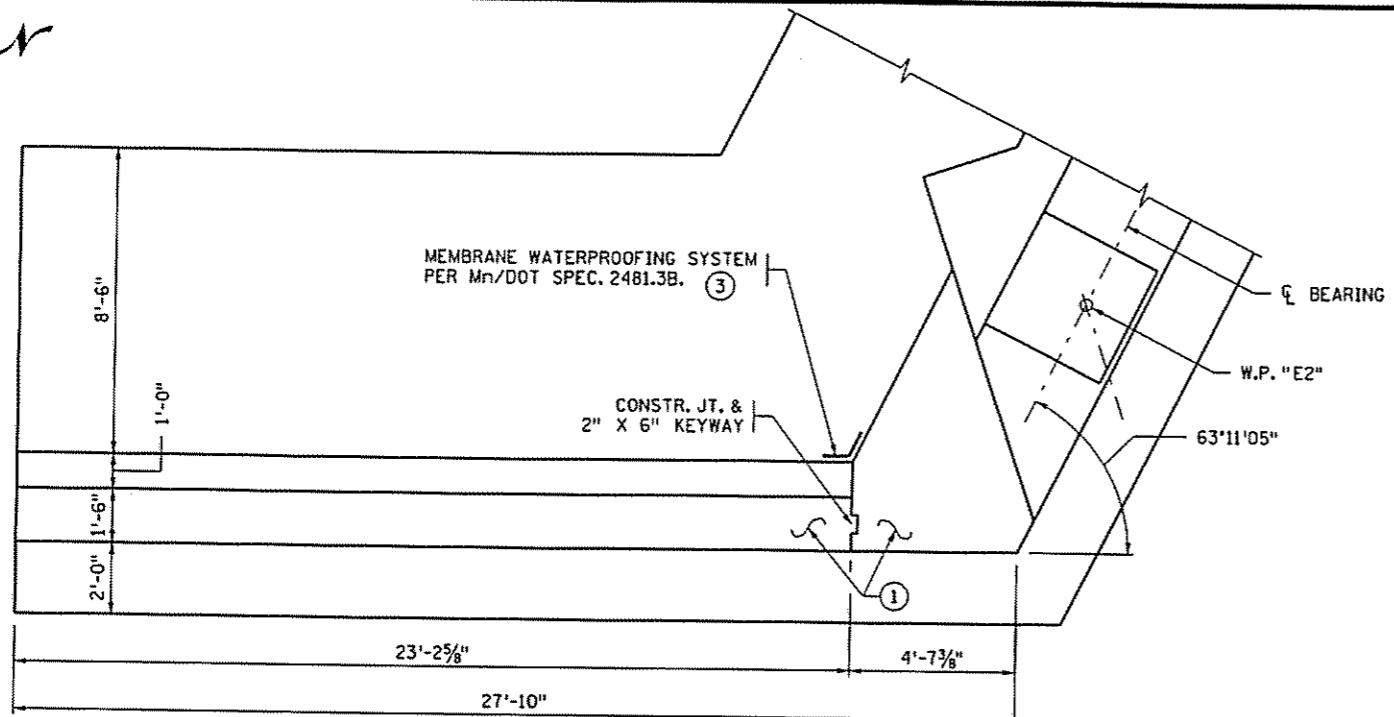 N
MEMBRANE WATERPROOFING SYSTEM
PER Mn/DOT SPEC. 2481.3B. 3
8'-6"
℄ BEARING
W.P. "E2"
1'-0"
CONSTR. JT. &
2" X 6" KEYWAY
63°11'05"
1'-6"
2'-0"
1
23'-2⅝"
4'-7⅜"
27'-10"